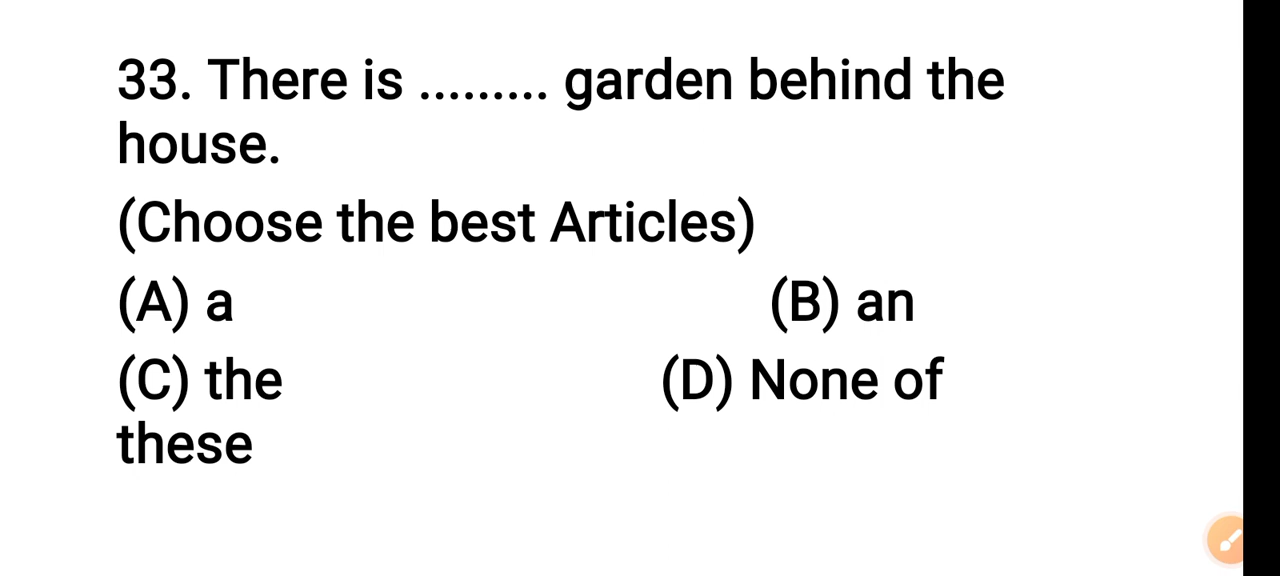 33. There is ......... garden behind the
house.
(Choose the best Articles)
(A) a (B) an
(C) the (D) None of
these